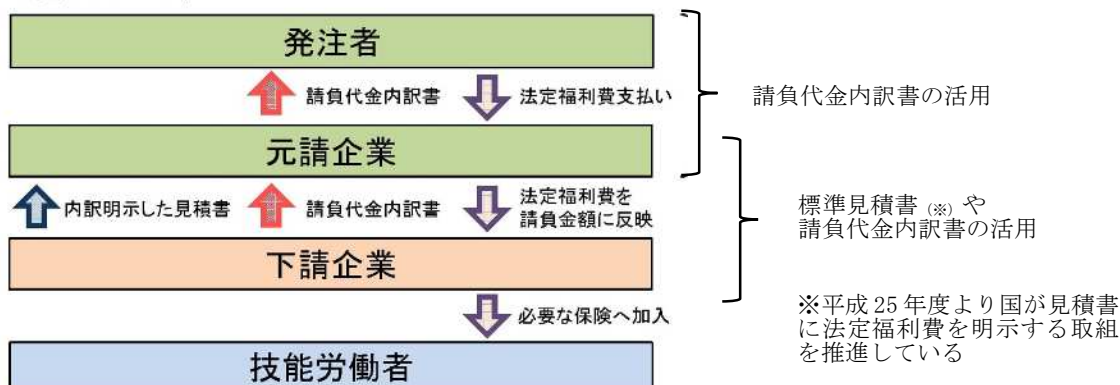 発注者
請負代金内訳書
法定福利費支払い
請負代金内訳書の活用
元請企業
内訳明示した見積書
請負代金内訳書
法定福利費を
請負金額に反映
標準見積書(※)や
請負代金内訳書の活用
下請企業
必要な保険へ加入
※平成25年度より国が見積書
に法定福利費を明示する取組
を推進している
技能労働者